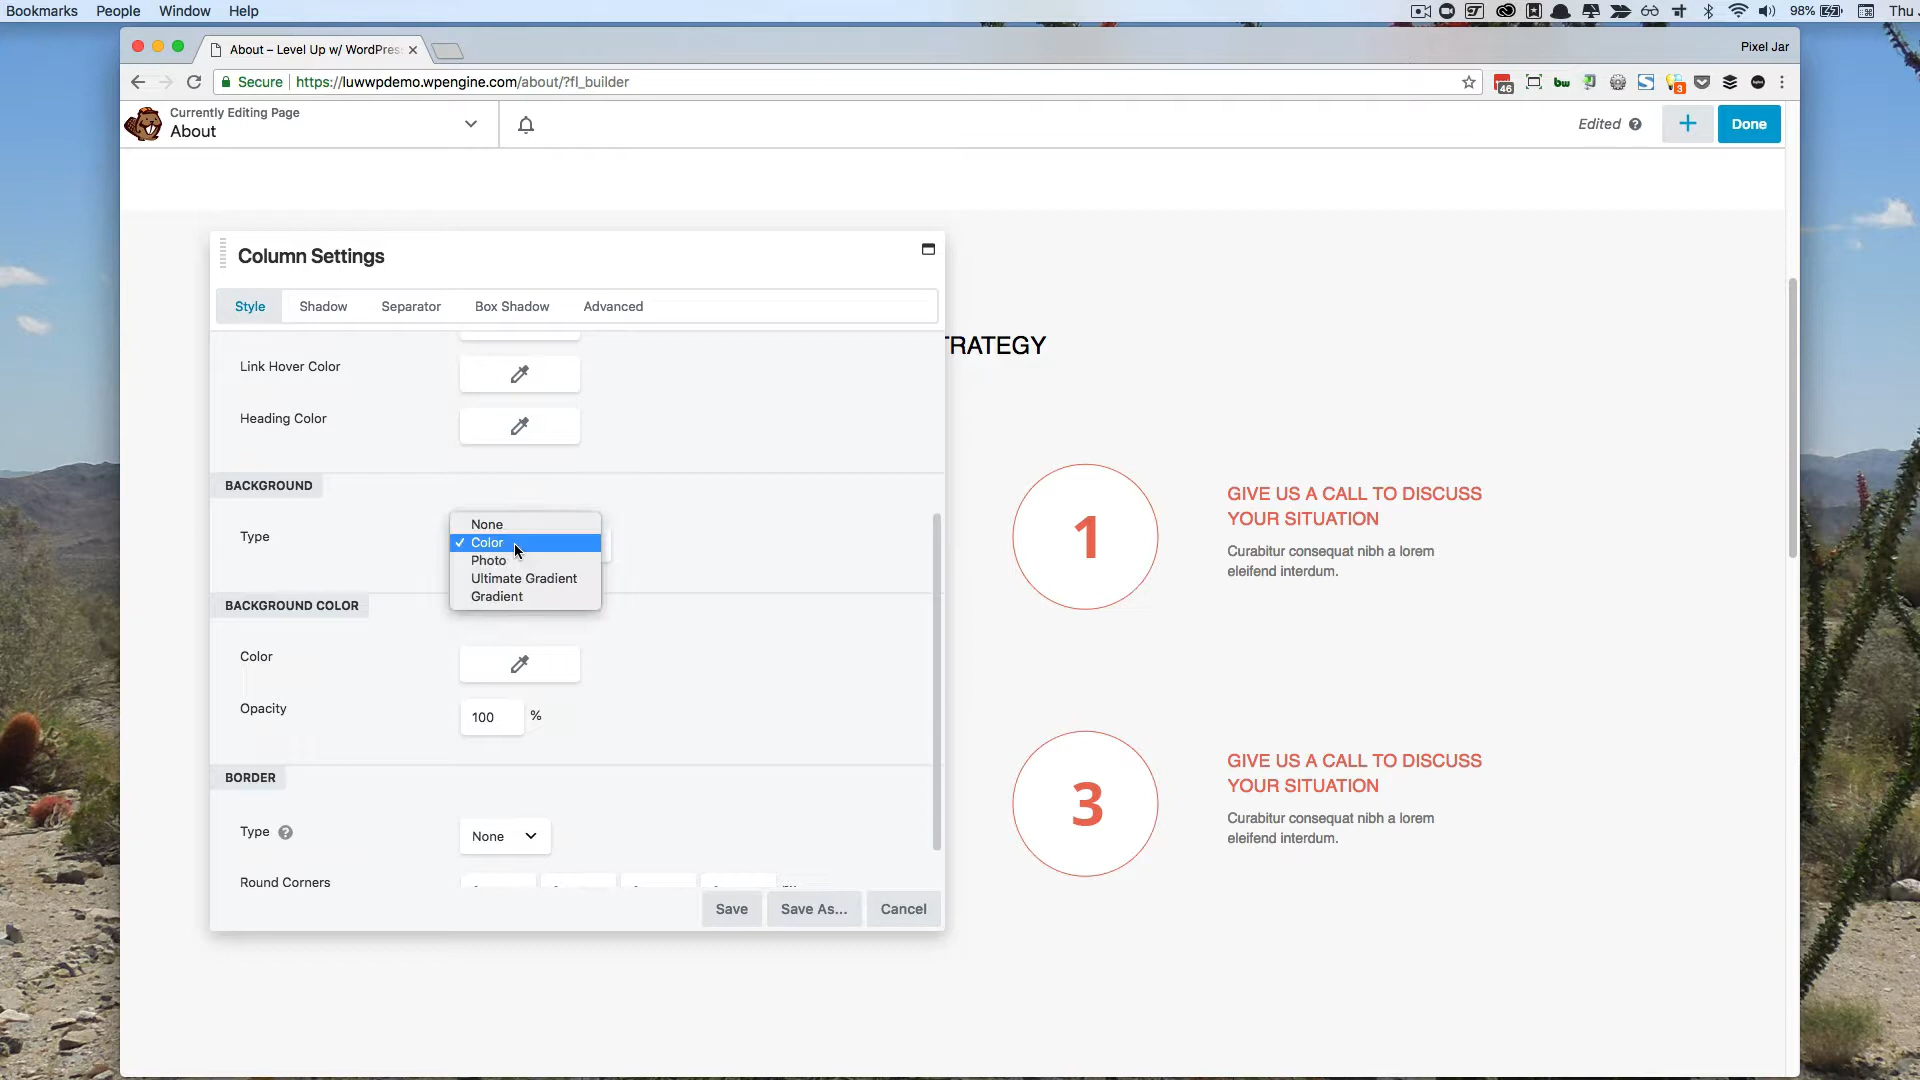 Bookmarks People Window Help
98% Thu
About – Level Up w/ WordPres
Pixel Jar
Secure https://luwwpdemo.wpengine.com/about/?fl_builder
46
3
Currently Editing Page
About
Edited
+
Done
Column Settings
Style Shadow Separator Box Shadow Advanced
TRATEGY
Link Hover Color
Heading Color
BACKGROUND
Type
None
✓ Color
Photo
Ultimate Gradient
Gradient
BACKGROUND COLOR
Color
Opacity
100 %
BORDER
Type ?
None
Round Corners
Save Save As... Cancel
1
GIVE US A CALL TO DISCUSS
YOUR SITUATION
Curabitur consequat nibh a lorem
eleifend interdum.
3
GIVE US A CALL TO DISCUSS
YOUR SITUATION
Curabitur consequat nibh a lorem
eleifend interdum.